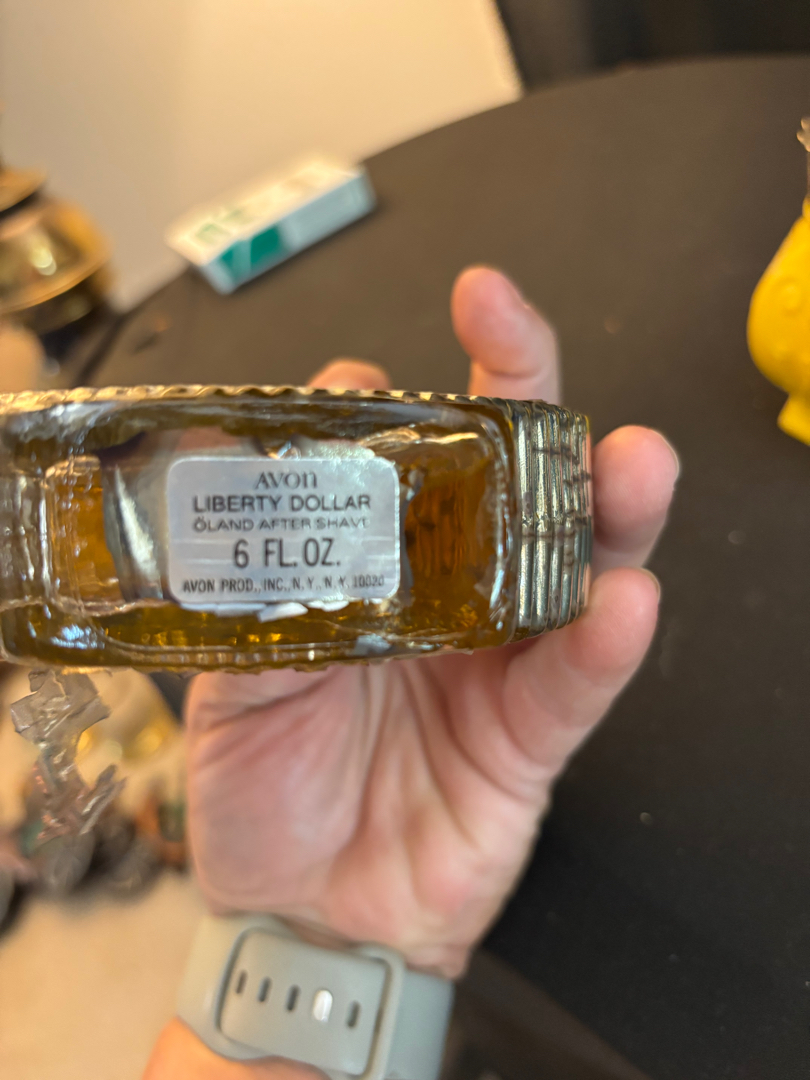 AVON
LIBERTY DOLLAR
ÖLAND AFTER SHAVE
6 FL. OZ.
AVON PROD., INC., N.Y., N.Y. 10020